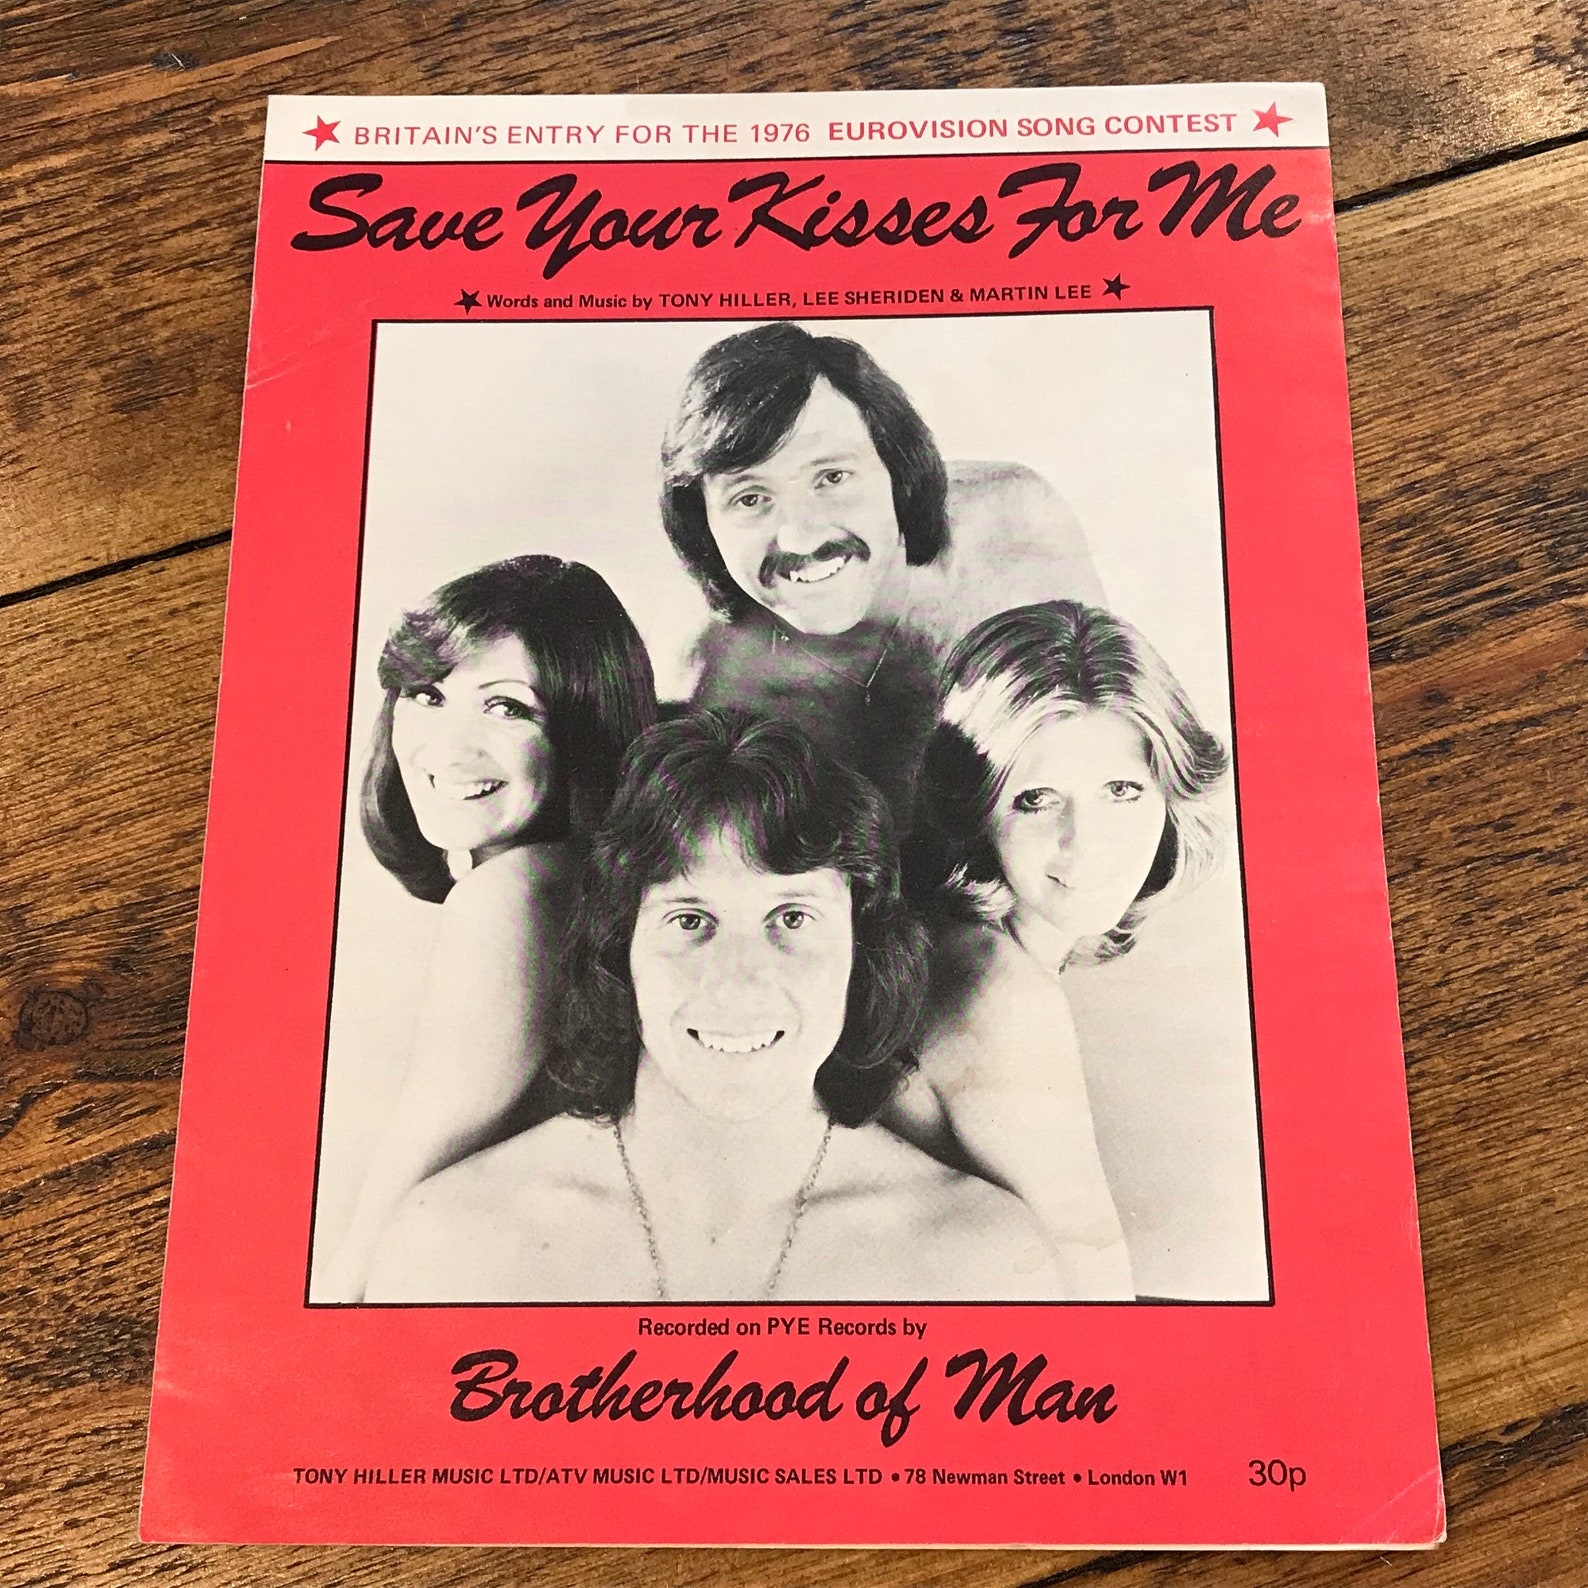 BRITAIN'S ENTRY FOR THE 1976 EUROVISION SONG CONTEST
Save Your Kisses For Me
Words and Music by TONY HILLER, LEE SHERIDEN & MARTIN LEE
Recorded on PYE Records by
Brotherhood of Man
TONY HILLER MUSIC LTD/ATV MUSIC LTD/MUSIC SALES LTD • 78 Newman Street • London W1 30p